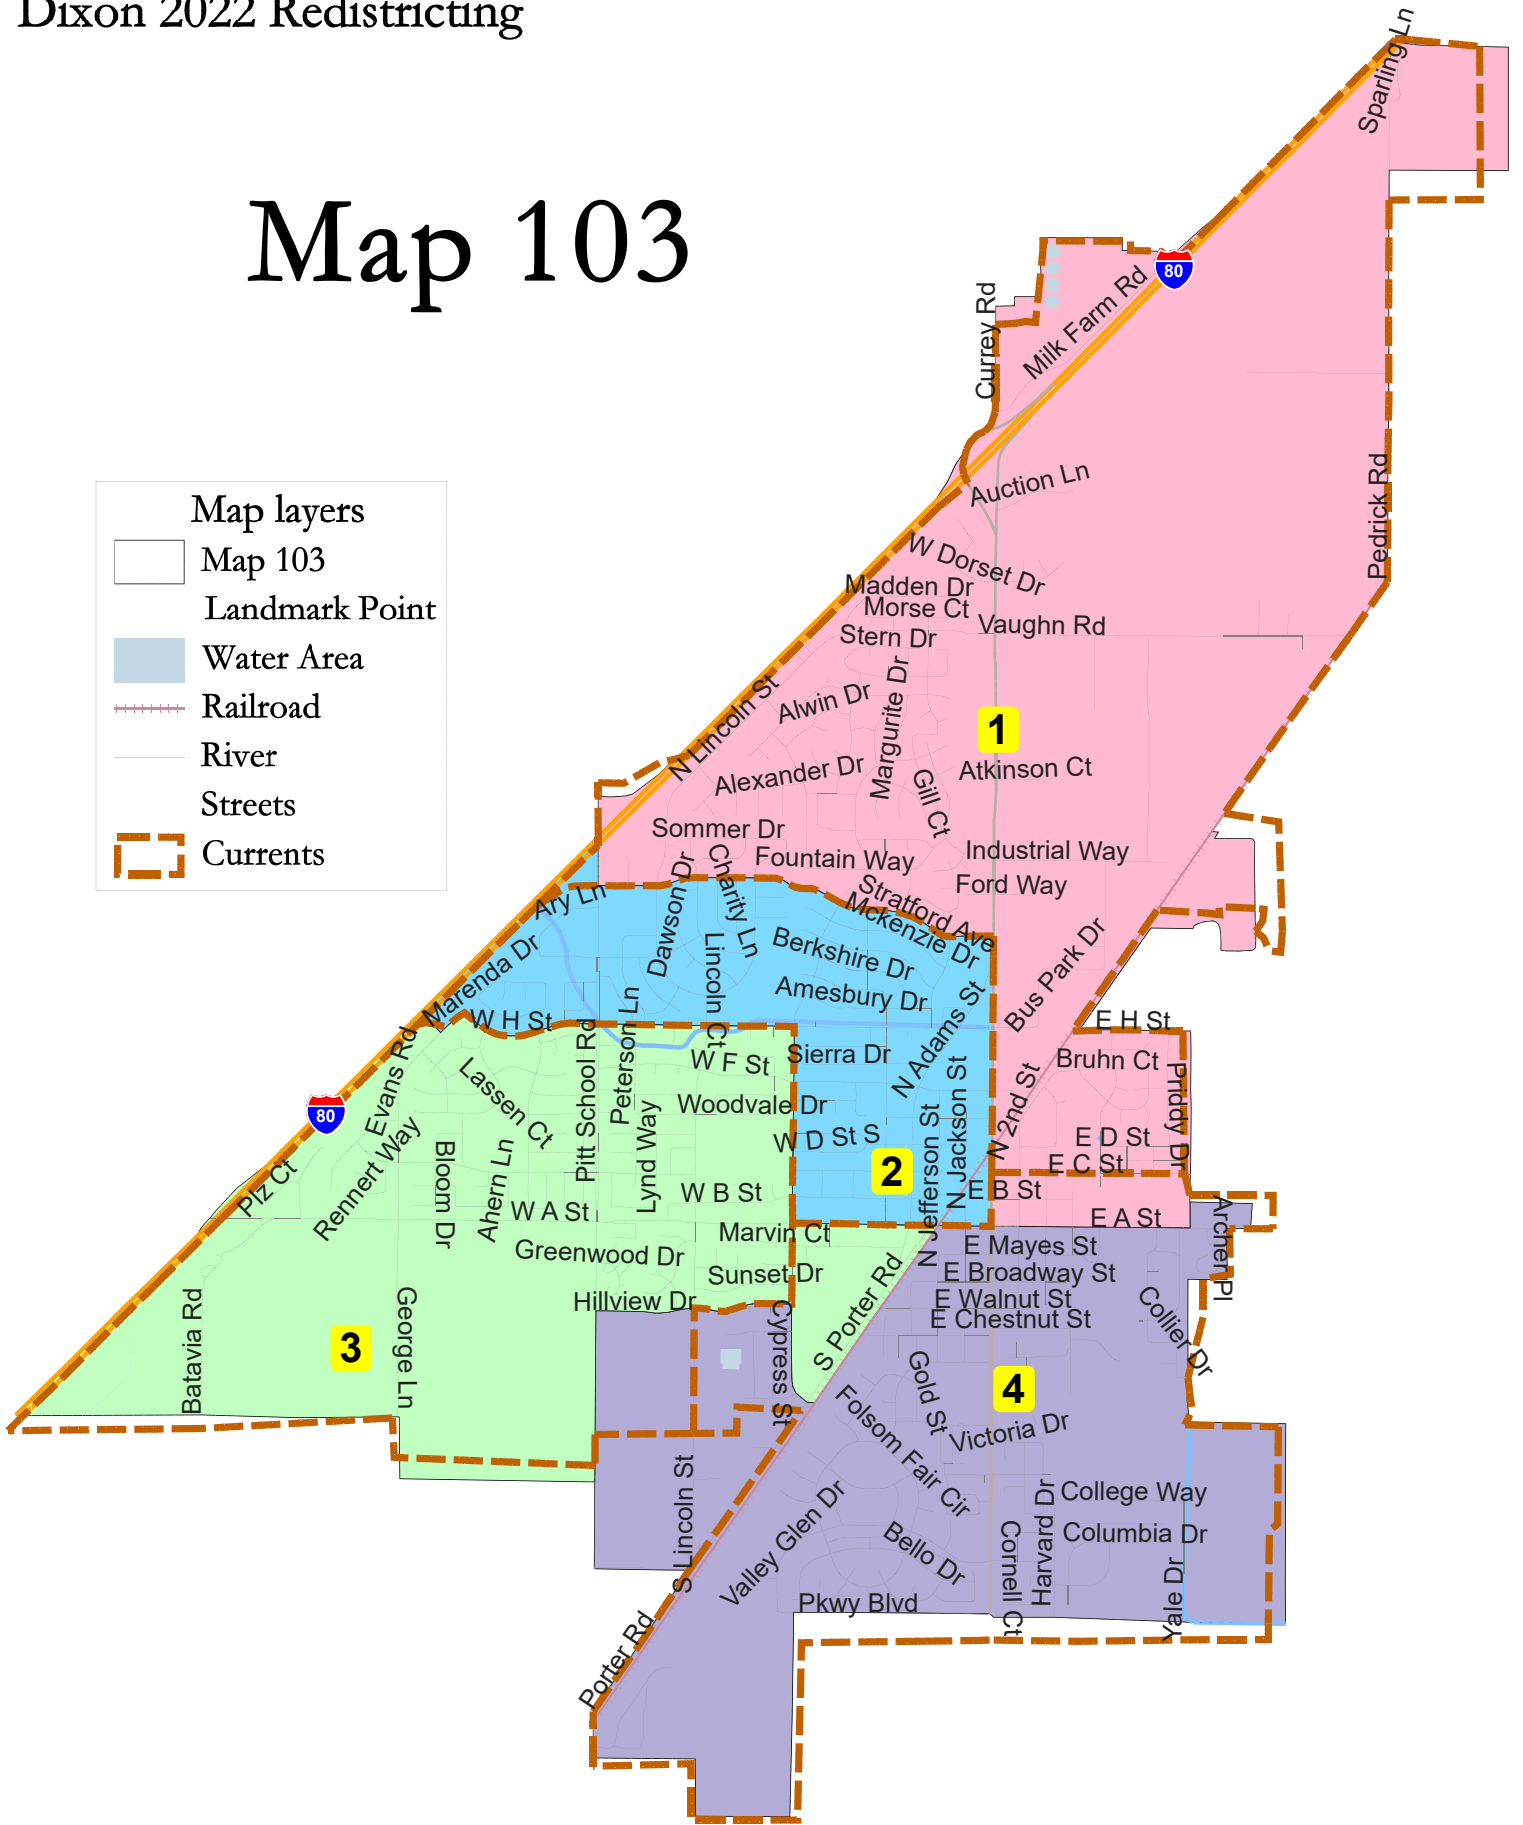 Dixon 2022 Redistricting
Map 103
Sparling Ln
80
Currey Rd
Milk Farm Rd
Auction Ln
Pedrick Rd
Map layers
Map 103
Landmark Point
Water Area
Railroad
River
Streets
Currents
W Dorset Dr
Madden Dr
Morse Ct
Vaughn Rd
Stern Dr
N Lincoln St
Alwin Dr
Margurite Dr
1
Alexander Dr
Gill Ct
Atkinson Ct
Sommer Dr
Fountain Way
Industrial Way
Ford Way
Charity Ln
Dawson Dr
Stratford Ave
Mckenzie Dr
Ary Ln
Marenda Dr
Lincoln Ct
Berkshire Dr
Amesbury Dr
Bus Park Dr
W H St
Peterson Ln
Pitt School Rd
N Adams St
E H St
Evans Rd
Lassen Ct
W F St
Sierra Dr
Bruhn Ct
Priddy Dr
80
Woodvale Dr
N Jackson St
N 2nd St
Rennert Way
Bloom Dr
Ahern Ln
Lynd Way
W D St S
2
N Jefferson St
E D St
E C St
Plz Ct
W B St
E B St
W A St
E A St
Archer Pl
Marvin Ct
Greenwood Dr
E Mayes St
Sunset Dr
E Broadway St
S Porter Rd
Batavia Rd
George Ln
Hillview Dr
Cypress St
E Walnut St
E Chestnut St
Collier Dr
3
Gold St
4
Folsom Fair Cir
Victoria Dr
S Lincoln St
Valley Glen Dr
College Way
Bello Dr
Cornell Ct
Harvard Dr
Columbia Dr
Yale Dr
Pkwy Blvd
Porter Rd